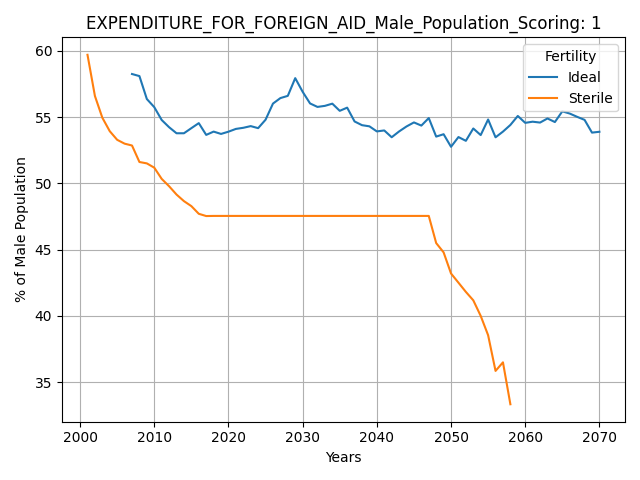 EXPENDITURE_FOR_FOREIGN_AID_Male_Population_Scoring: 1
Fertility
Ideal
Sterile
% of Male Population
60
55
50
45
40
35
2000 2010 2020 2030 2040 2050 2060 2070
Years